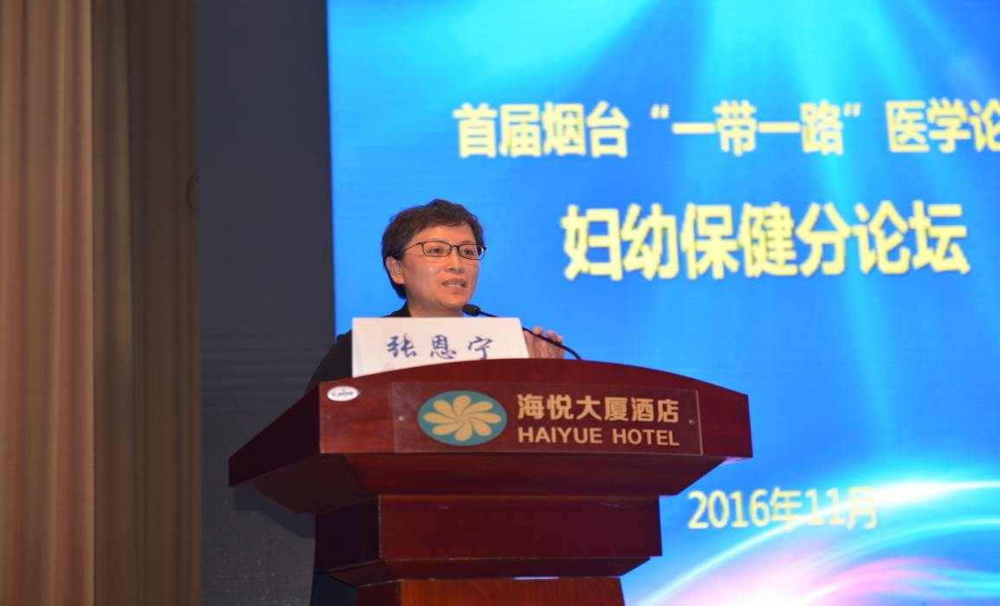 首届烟台“一带一路”医学论
妇幼保健分论坛
张恩宁
海悦大厦酒店
HAIYUE HOTEL
2016年11月